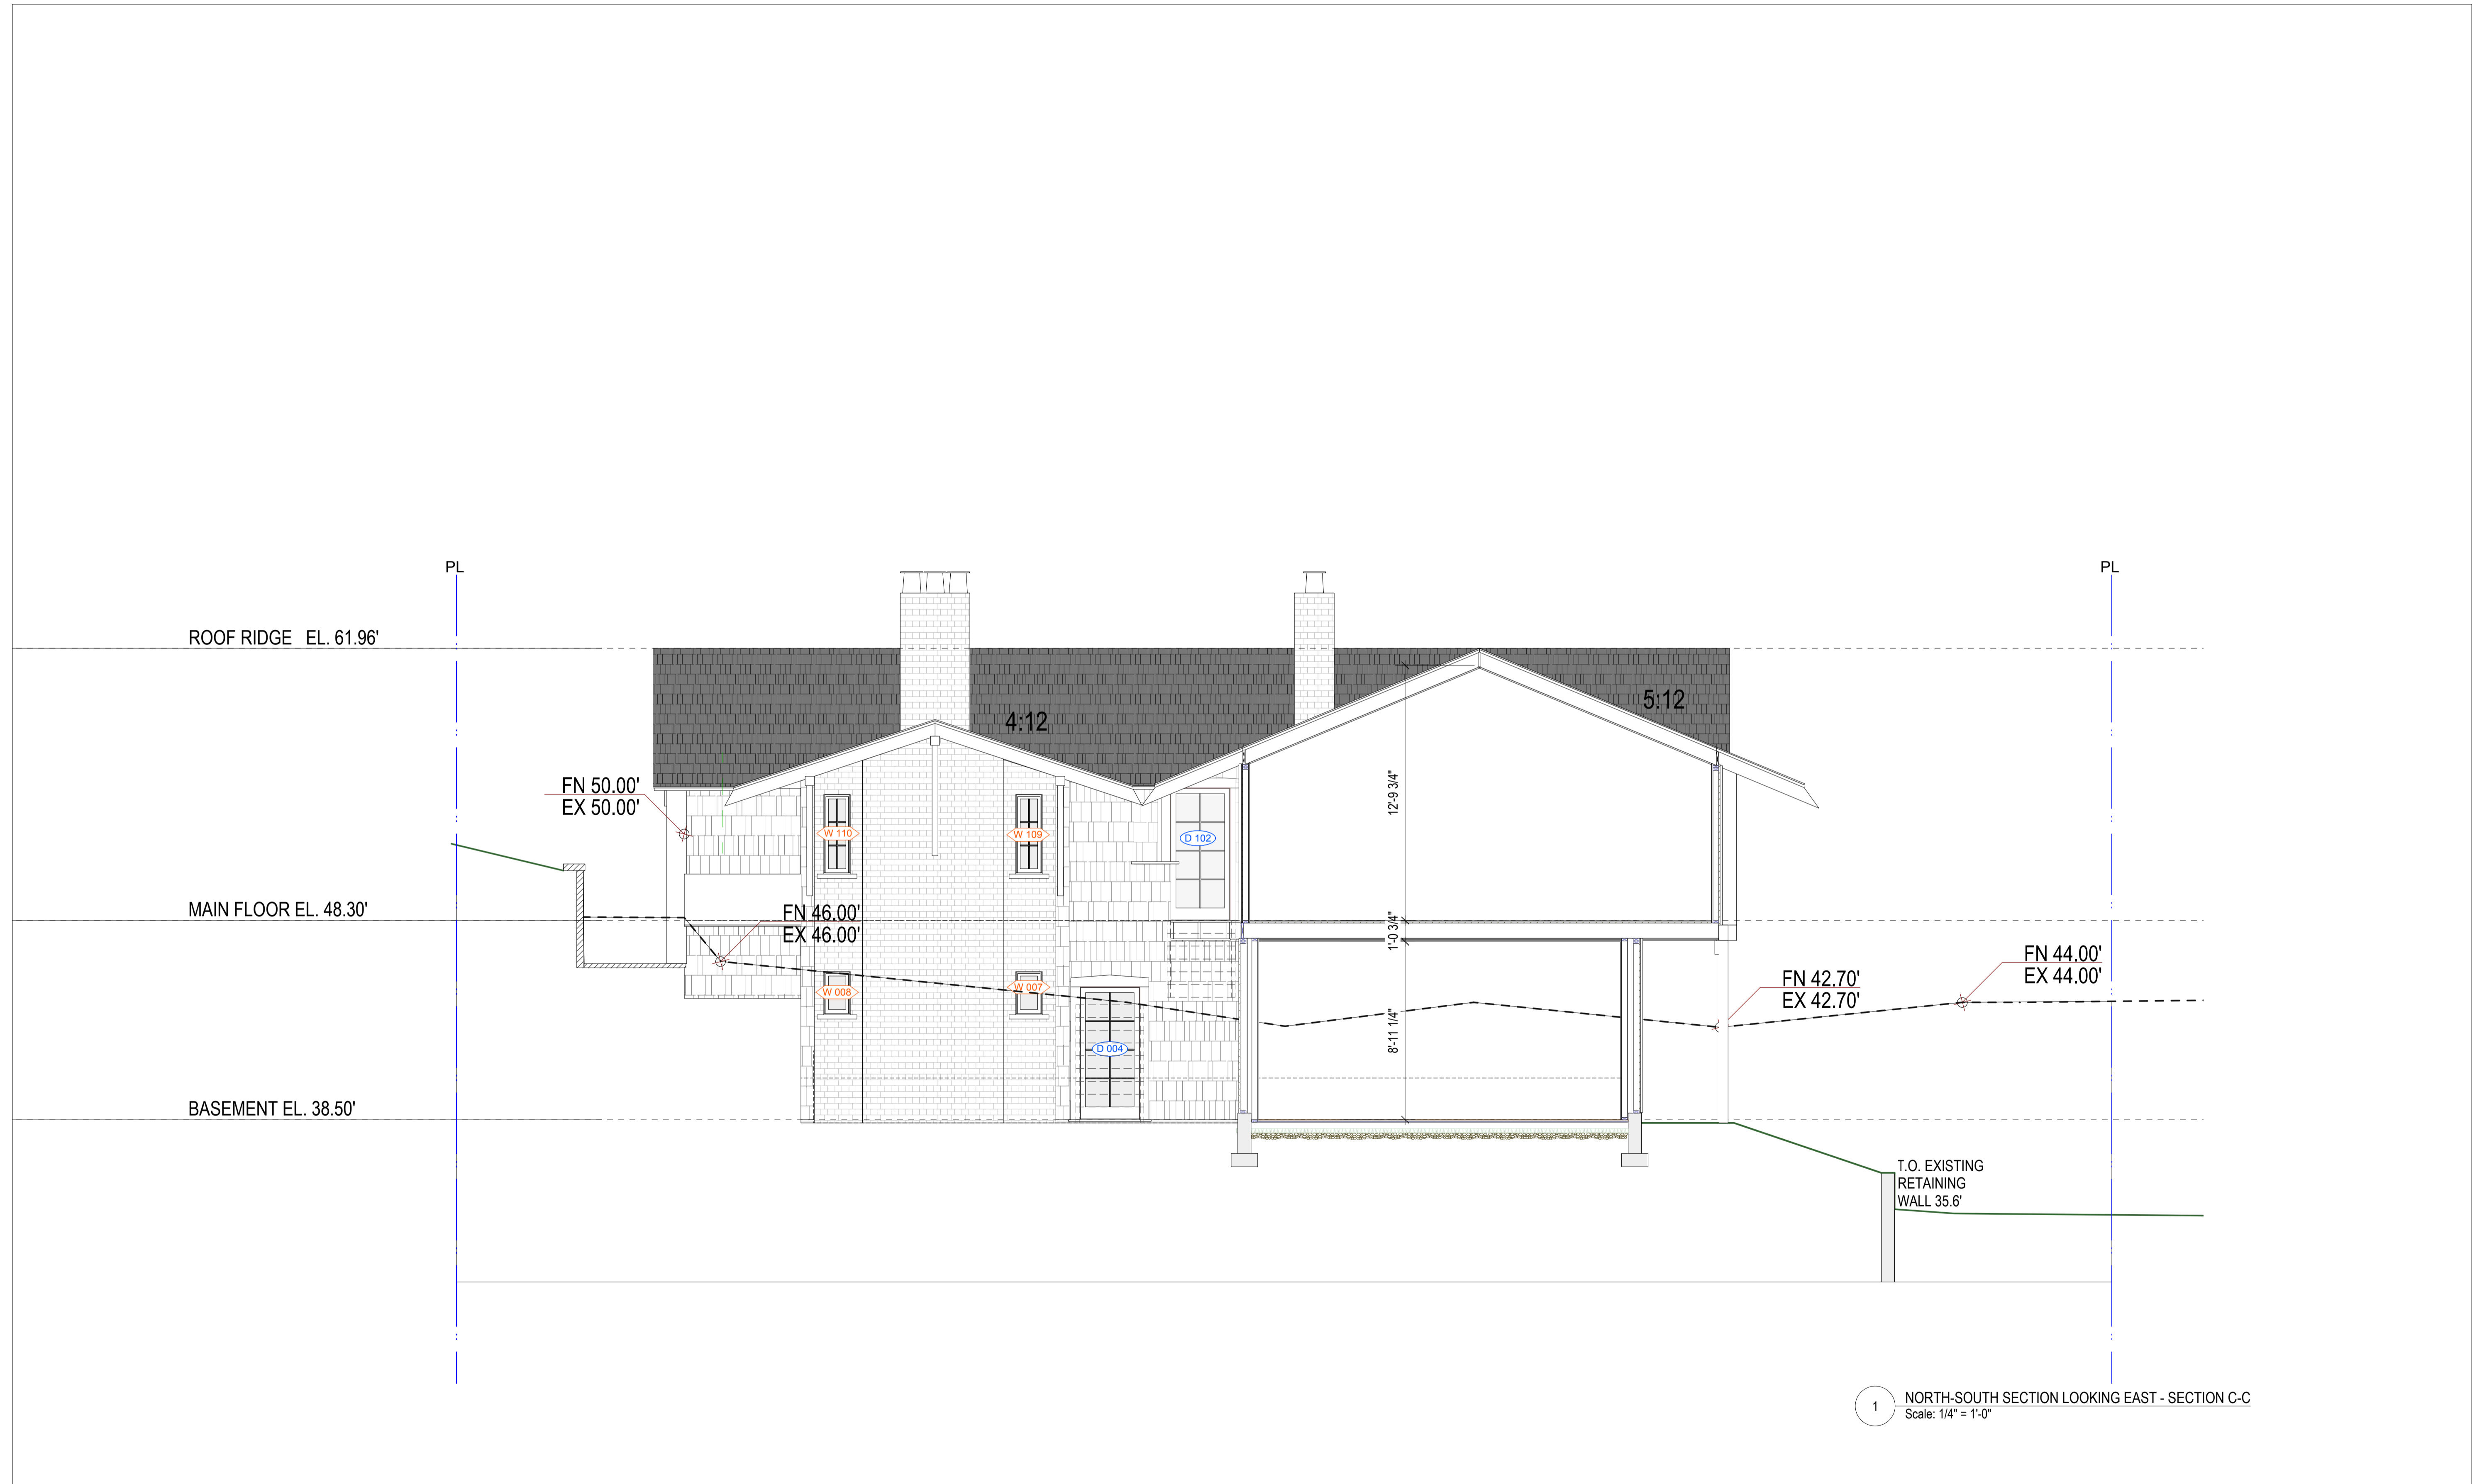 PL
PL
ROOF RIDGE EL. 61.96'
4:12
5:12
FN 50.00'
EX 50.00'
12'-9 3/4"
W 110
W 109
D 102
MAIN FLOOR EL. 48.30'
FN 46.00'
EX 46.00'
1'-0 3/4"
FN 44.00'
EX 44.00'
FN 42.70'
EX 42.70'
W 008
W 007
8'-11 1/4"
D 004
BASEMENT EL. 38.50'
T.O. EXISTING
RETAINING
WALL 35.6'
1
NORTH-SOUTH SECTION LOOKING EAST - SECTION C-C
Scale: 1/4" = 1'-0"